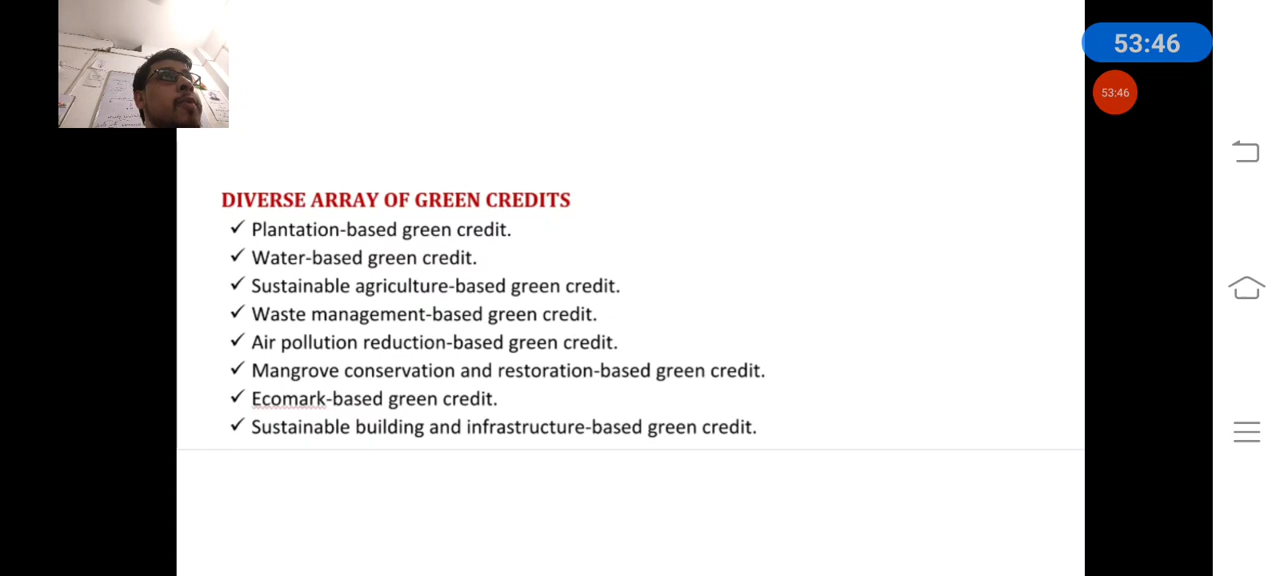 53:46
53:46
DIVERSE ARRAY OF GREEN CREDITS
✓ Plantation-based green credit.
✓ Water-based green credit.
✓ Sustainable agriculture-based green credit.
✓ Waste management-based green credit.
✓ Air pollution reduction-based green credit.
✓ Mangrove conservation and restoration-based green credit.
✓ Ecomark-based green credit.
✓ Sustainable building and infrastructure-based green credit.